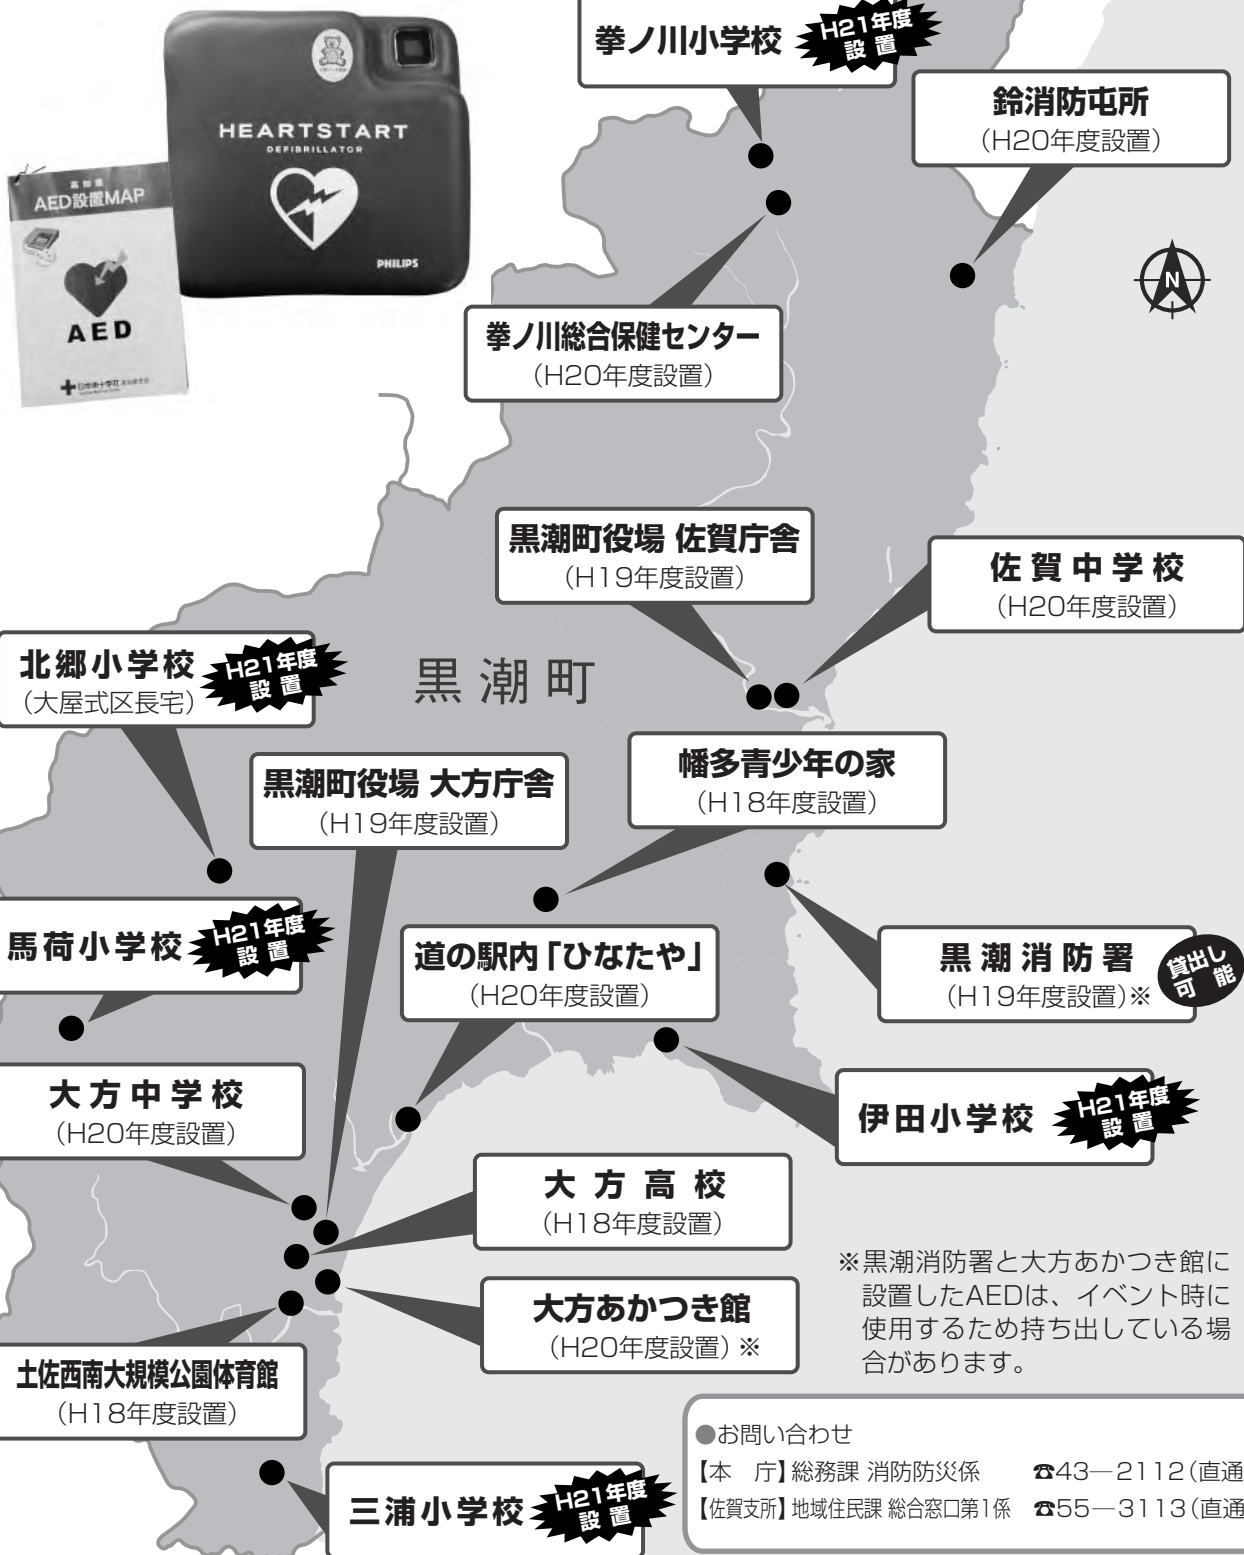 拳ノ川小学校
H21年度
設置
鈴消防屯所
(H20年度設置)
HEARTSTART
DEFIBRILLATOR
PHILIPS
高知県
AED設置MAP
AED
N
拳ノ川総合保健センター
(H20年度設置)
黒潮町役場 佐賀庁舎
(H19年度設置)
佐賀中学校
(H20年度設置)
北郷小学校
(大屋式区長宅)
H21年度
設置
黒潮町
黒潮町役場 大方庁舎
(H19年度設置)
幡多青少年の家
(H18年度設置)
馬荷小学校
H21年度
設置
道の駅内「ひなたや」
(H20年度設置)
黒潮消防署
(H19年度設置)※
貸出し
可能
大方中学校
(H20年度設置)
伊田小学校
H21年度
設置
大方高校
(H18年度設置)
大方あかつき館
(H20年度設置)※
※黒潮消防署と大方あかつき館に
設置したAEDは、イベント時に
使用するため持ち出している場
合があります。
土佐西南大規模公園体育館
(H18年度設置)
三浦小学校
H21年度
設置
●お問い合わせ
【本　庁】総務課 消防防災係　☎43―2112(直通
【佐賀支所】地域住民課 総合窓口第1係　☎55―3113(直通